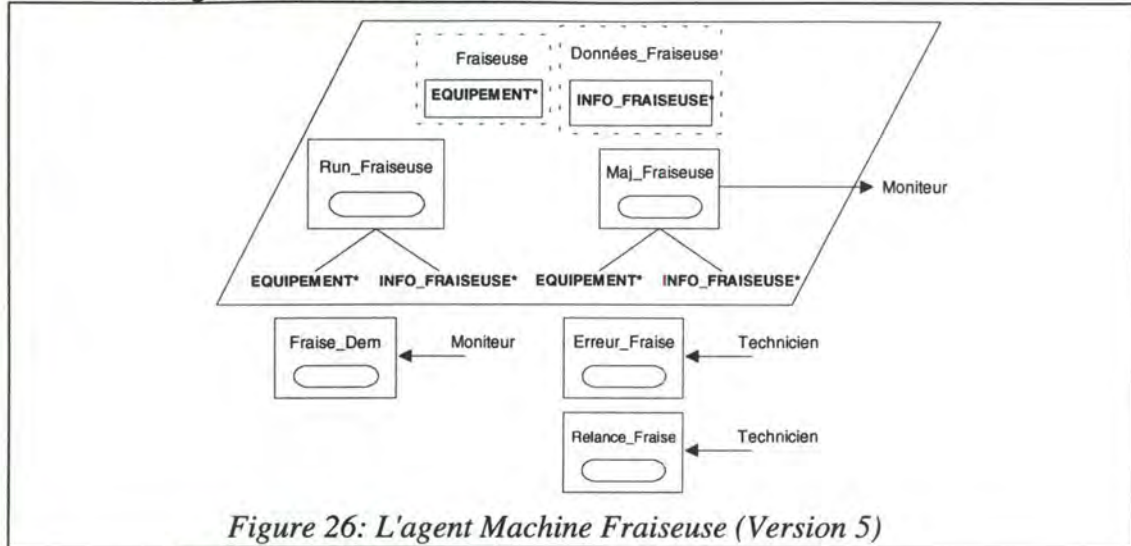 Fraiseuse Données_Fraiseuse
EQUIPEMENT* INFO_FRAISEUSE*
Run_Fraiseuse Maj_Fraiseuse
Moniteur
EQUIPEMENT* INFO_FRAISEUSE* EQUIPEMENT* INFO_FRAISEUSE*
Fraise_Dem Moniteur Erreur_Fraise Technicien
Relance_Fraise Technicien
Figure 26: L'agent Machine Fraiseuse (Version 5)